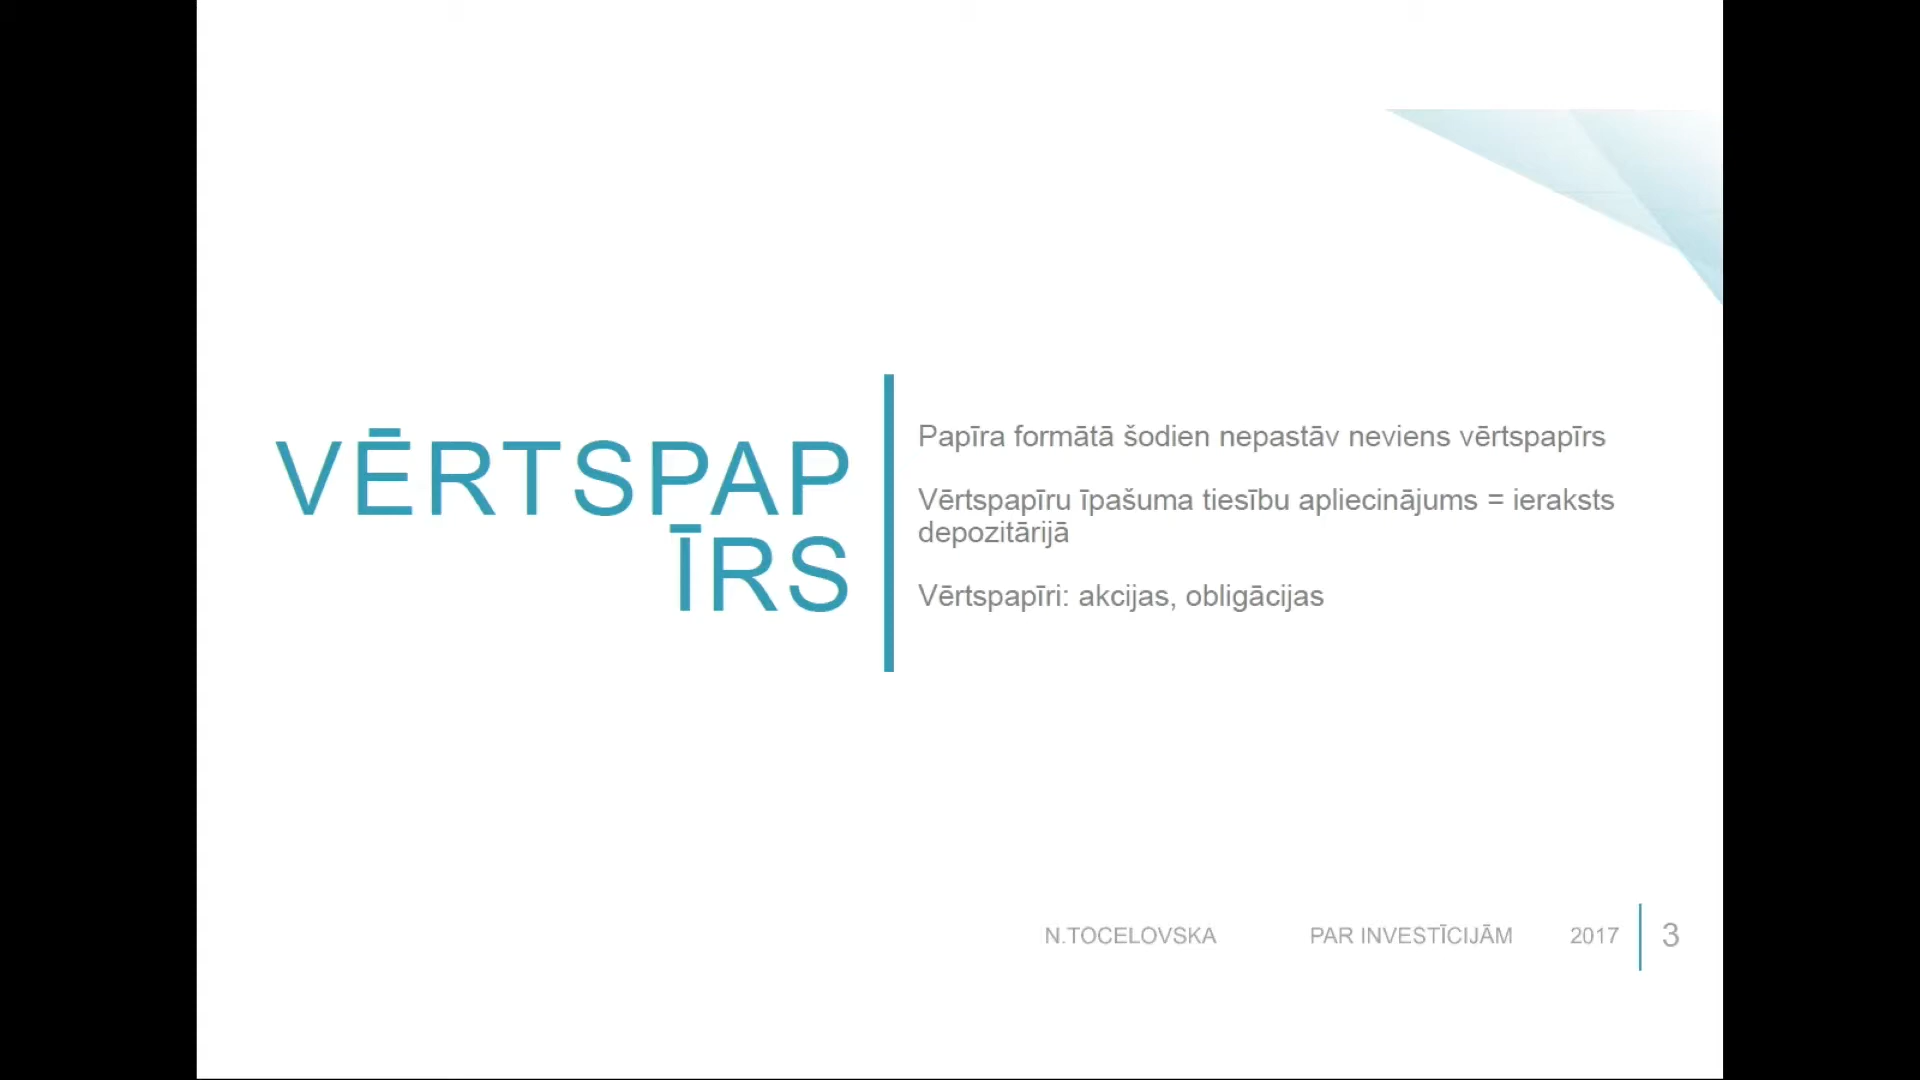 VĒRTSPAP
ĪRS
Papīra formātā šodien nepastāv neviens vērtspapīrs
Vērtspapīru īpašuma tiesību apliecinājums = ieraksts
depozitārijā
Vērtspapīri: akcijas, obligācijas
N.TOCELOVSKA PAR INVESTĪCIJĀM 2017 3